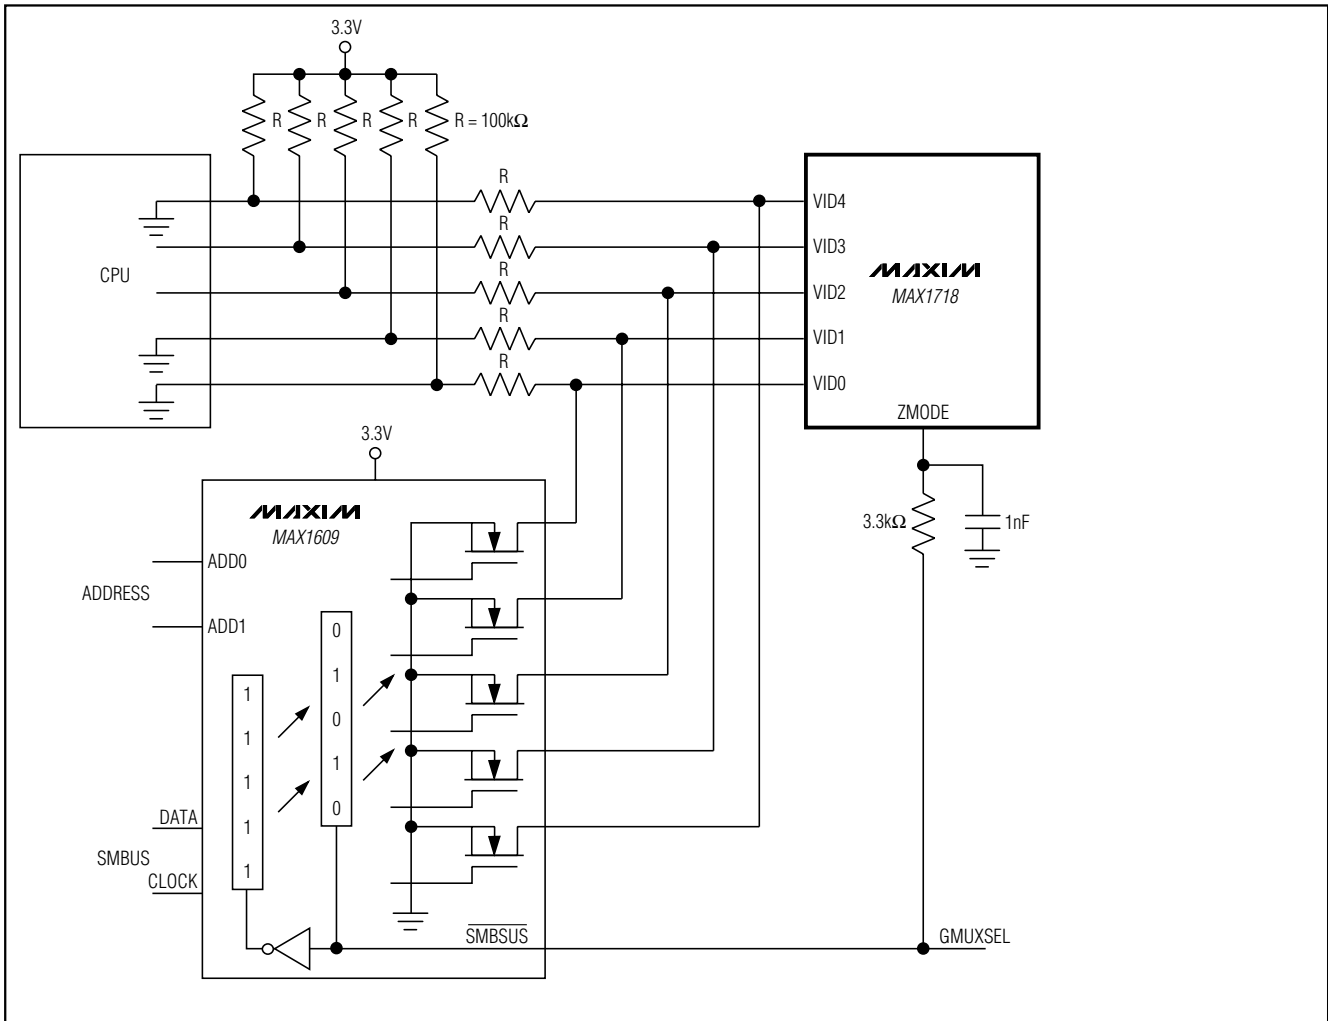 3.3V
R
R
R
R
R = 100kΩ
R
VID4
R
VID3
CPU
MAXIM
MAX1718
R
VID2
R
VID1
R
VID0
ZMODE
3.3V
MAXIM
MAX1609
3.3kΩ
1nF
ADD0
ADDRESS
ADD1
0
1
0
1
0
1
1
1
1
1
DATA
SMBUS
CLOCK
SMBSUS
GMUXSEL